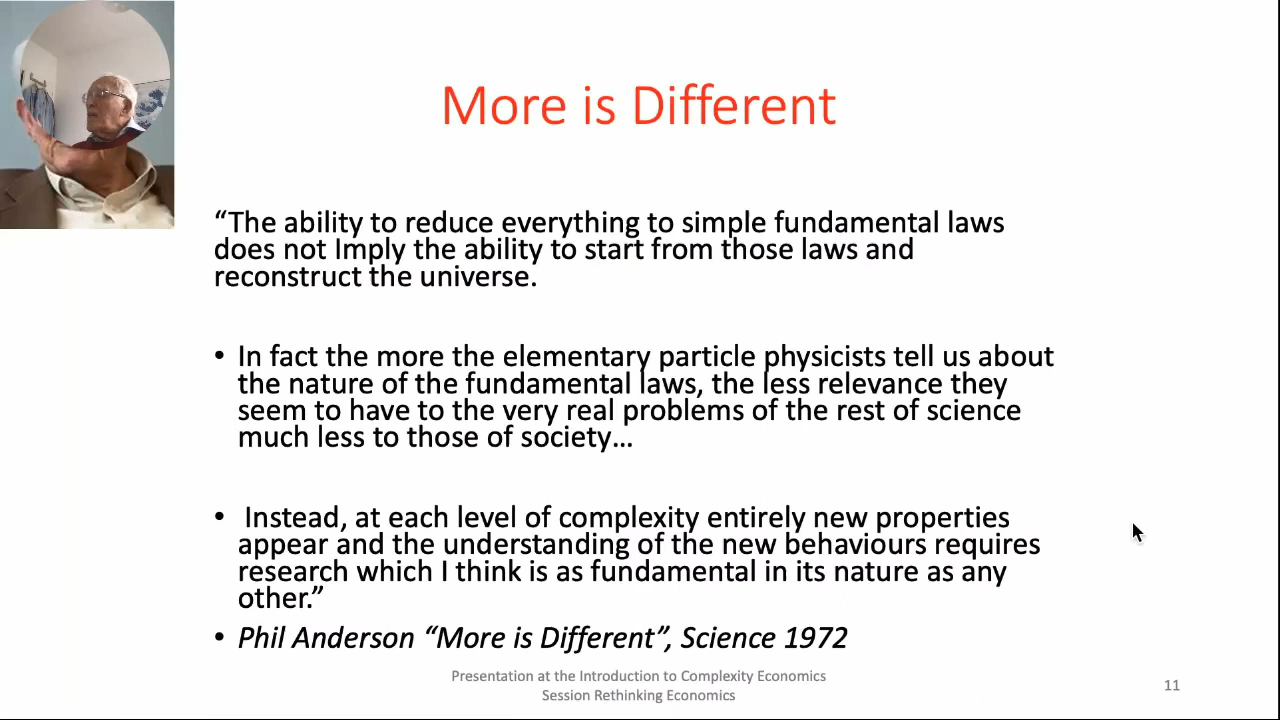 More is Different
“The ability to reduce everything to simple fundamental laws
does not Imply the ability to start from those laws and
reconstruct the universe.
• In fact the more the elementary particle physicists tell us about
the nature of the fundamental laws, the less relevance they
seem to have to the very real problems of the rest of science
much less to those of society…
• Instead, at each level of complexity entirely new properties
appear and the understanding of the new behaviours requires
research which I think is as fundamental in its nature as any
other.”
• Phil Anderson “More is Different”, Science 1972
Presentation at the Introduction to Complexity Economics
Session Rethinking Economics
11